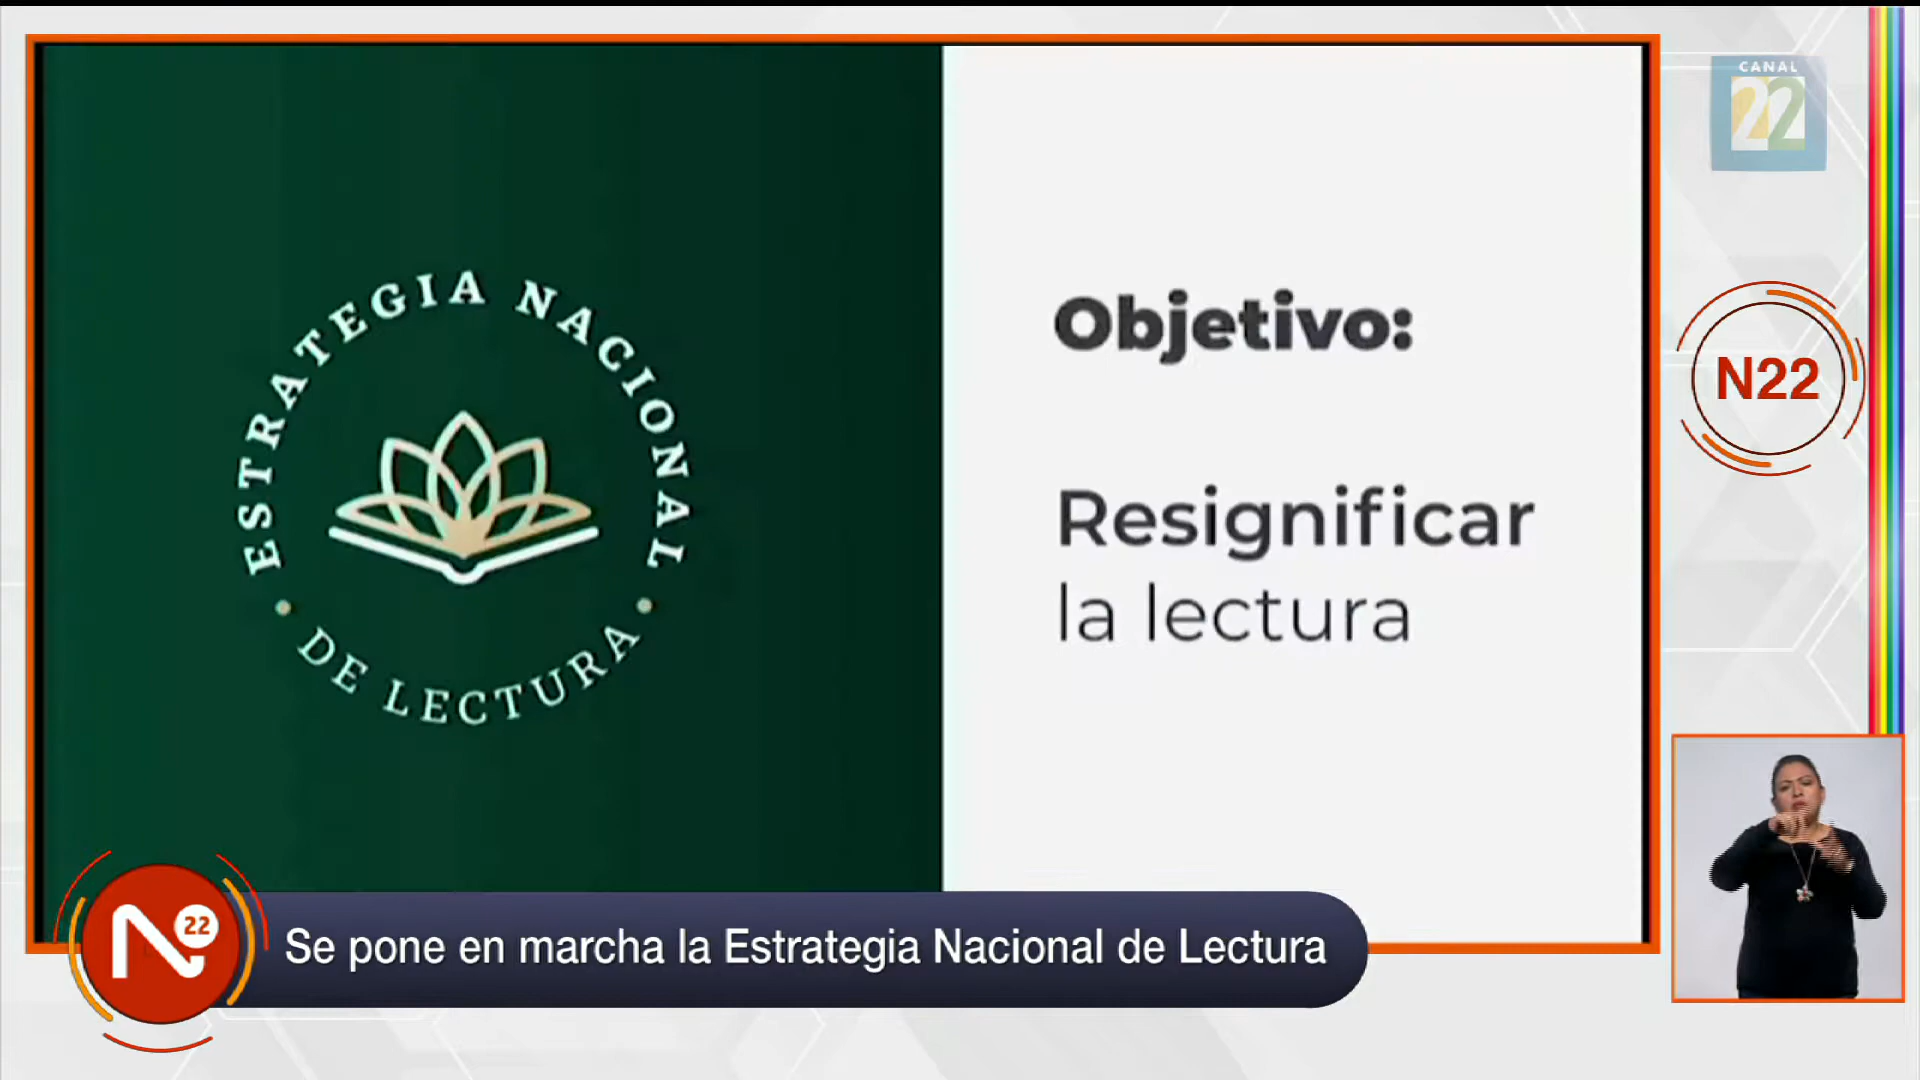 CANAL
22
ESTRATEGIA NACIONAL
• DE LECTURA •
Objetivo:
Resignificar
la lectura
N22
N22
Se pone en marcha la Estrategia Nacional de Lectura